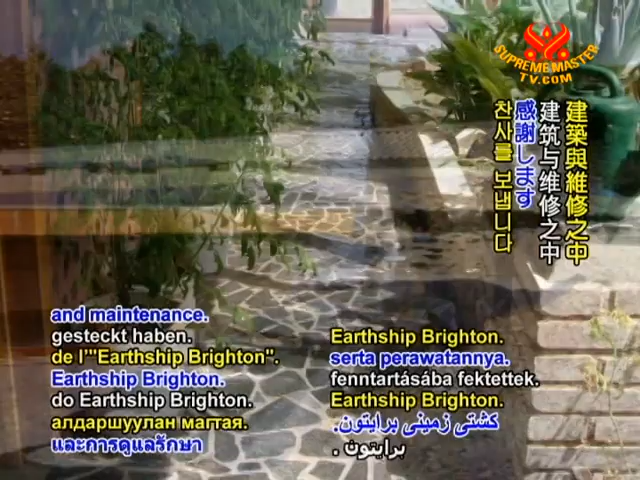 SUPREME MASTER
TV.COM
建築與維修之中
建筑与维修之中
感謝します
찬사를 보냅니다
and maintenance.
gesteckt haben.
de l'"Earthship Brighton".
Earthship Brighton.
do Earthship Brighton.
алдаршуулан магтая.
และการดูแลรักษา
Earthship Brighton.
serta perawatannya.
fenntartásába fektettek.
Earthship Brighton.
کشتی زمینی برایتون.
برايتون .